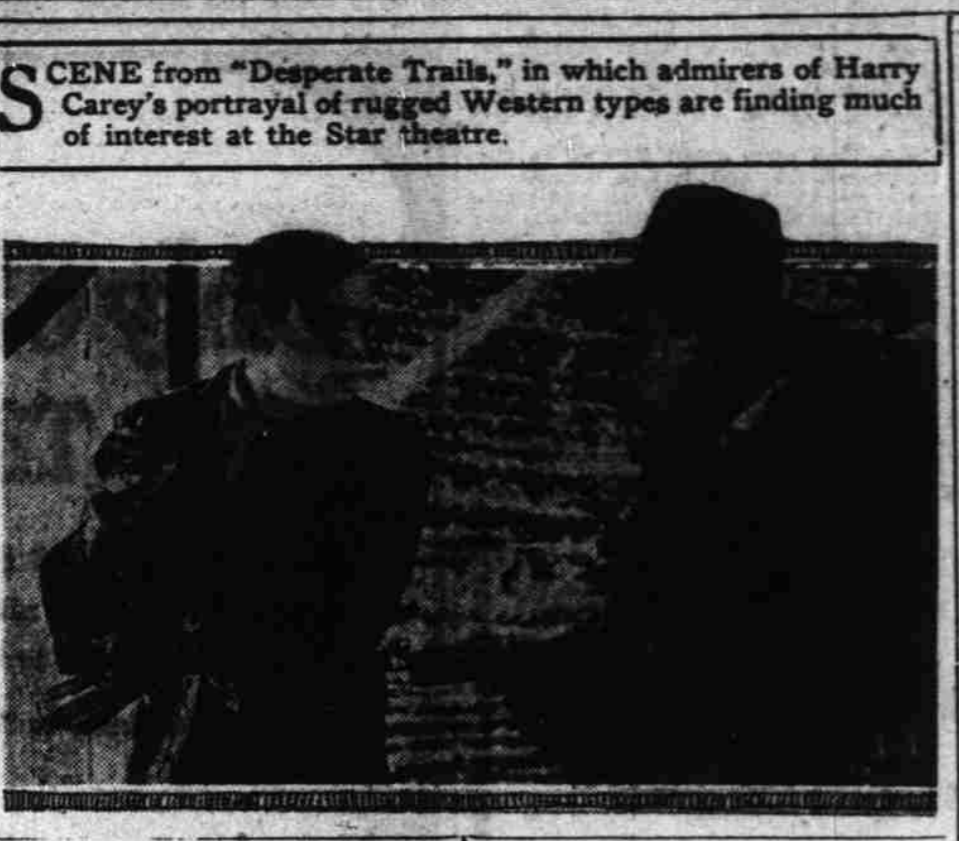 SCENE from "Desperate Trails," in which admirers of Harry
Carey's portrayal of rugged Western types are finding much
of interest at the Star theatre.